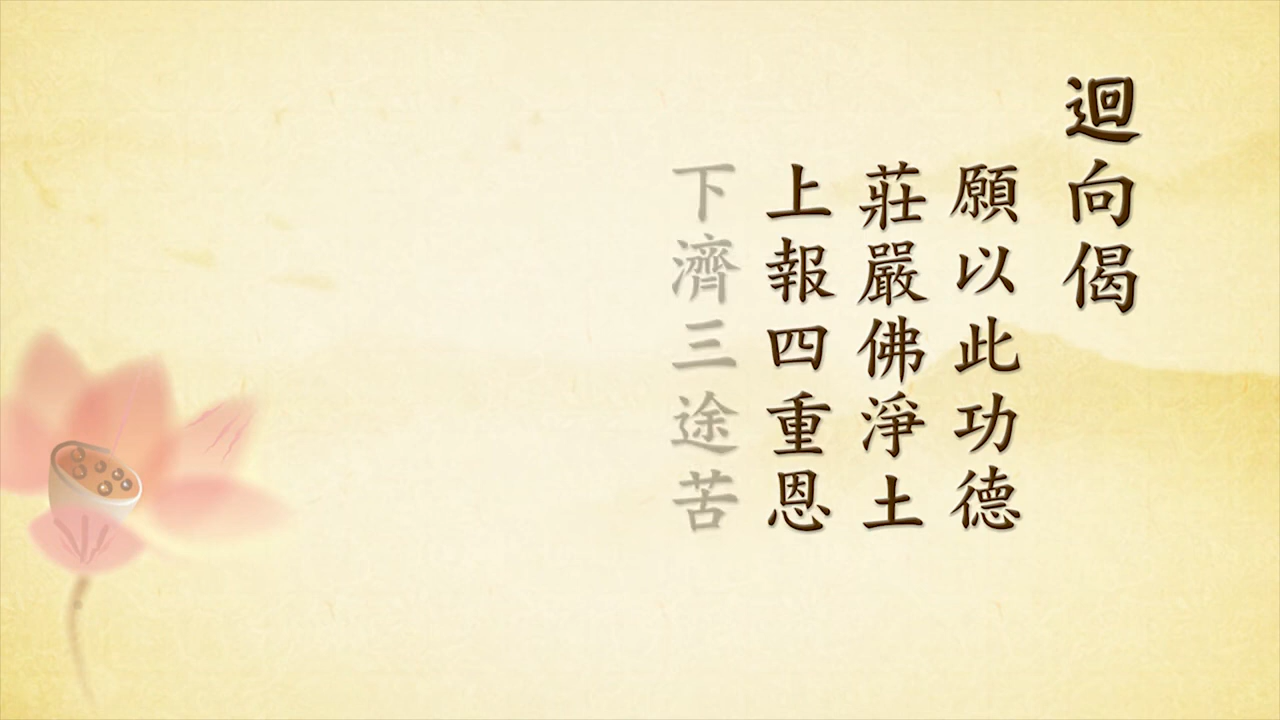 迴向偈
願以此功德
莊嚴佛淨土
上報四重恩
下濟三途苦